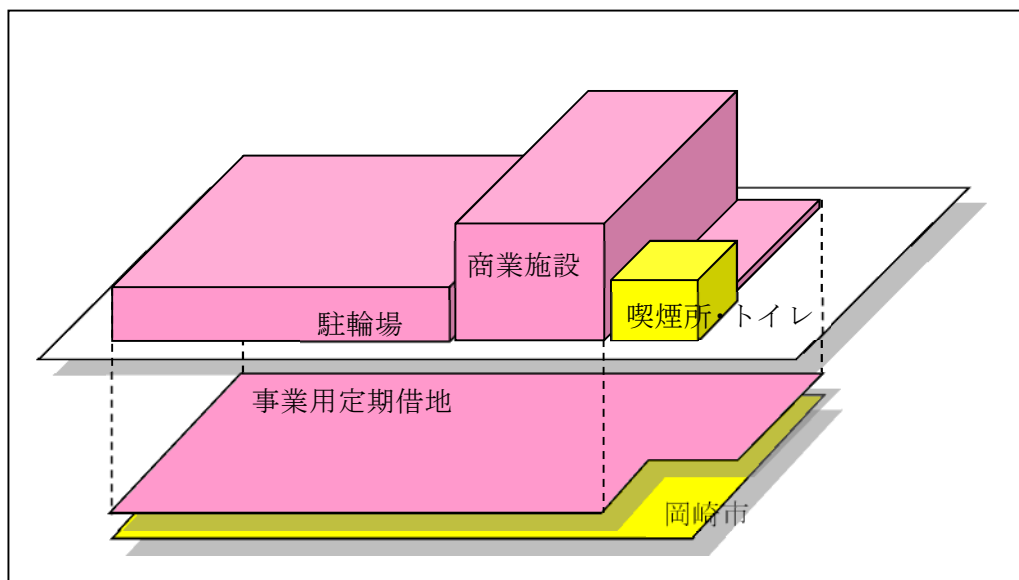 商業施設
駐輪場
喫煙所・トイレ
事業用定期借地
岡崎市